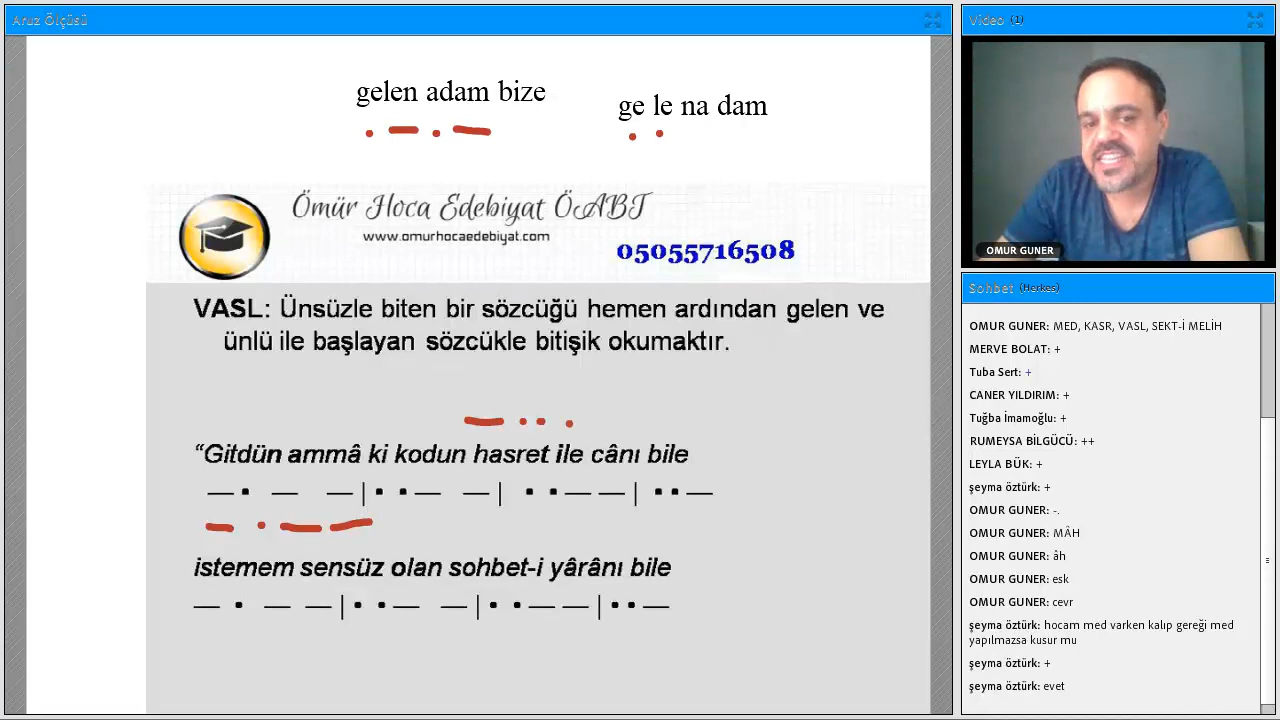 Aruz Ölçüsü
gelen adam bize
ge le na dam
Ömür Hoca Edebiyat ÖABT
www.omurhocaedebiyat.com
05055716508
VASL: Ünsüzle biten bir sözcüğü hemen ardından gelen ve
ünlü ile başlayan sözcükle bitişik okumaktır.
“Gitdün ammâ ki kodun hasret ile cânı bile
— . — — | . . — — | . . — — | . . —
istemem sensüz olan sohbet-i yârânı bile
— . — — | . . — — | . . — — | . . —
Video (1)
OMUR GUNER
Sohbet (Herkes)
OMUR GUNER: MED, KASR, VASL, SEKT-İ MELİH
MERVE BOLAT: +
Tuba Sert: +
CANER YILDIRIM: +
Tuğba İmamoğlu: +
RUMEYSA BİLGÜCÜ: ++
LEYLA BÜK: +
şeyma öztürk: +
OMUR GUNER: -.
OMUR GUNER: MÂH
OMUR GUNER: âh
OMUR GUNER: esk
OMUR GUNER: cevr
şeyma öztürk: hocam med varken kalıp gereği med
yapılmazsa kusur mu
şeyma öztürk: +
şeyma öztürk: evet